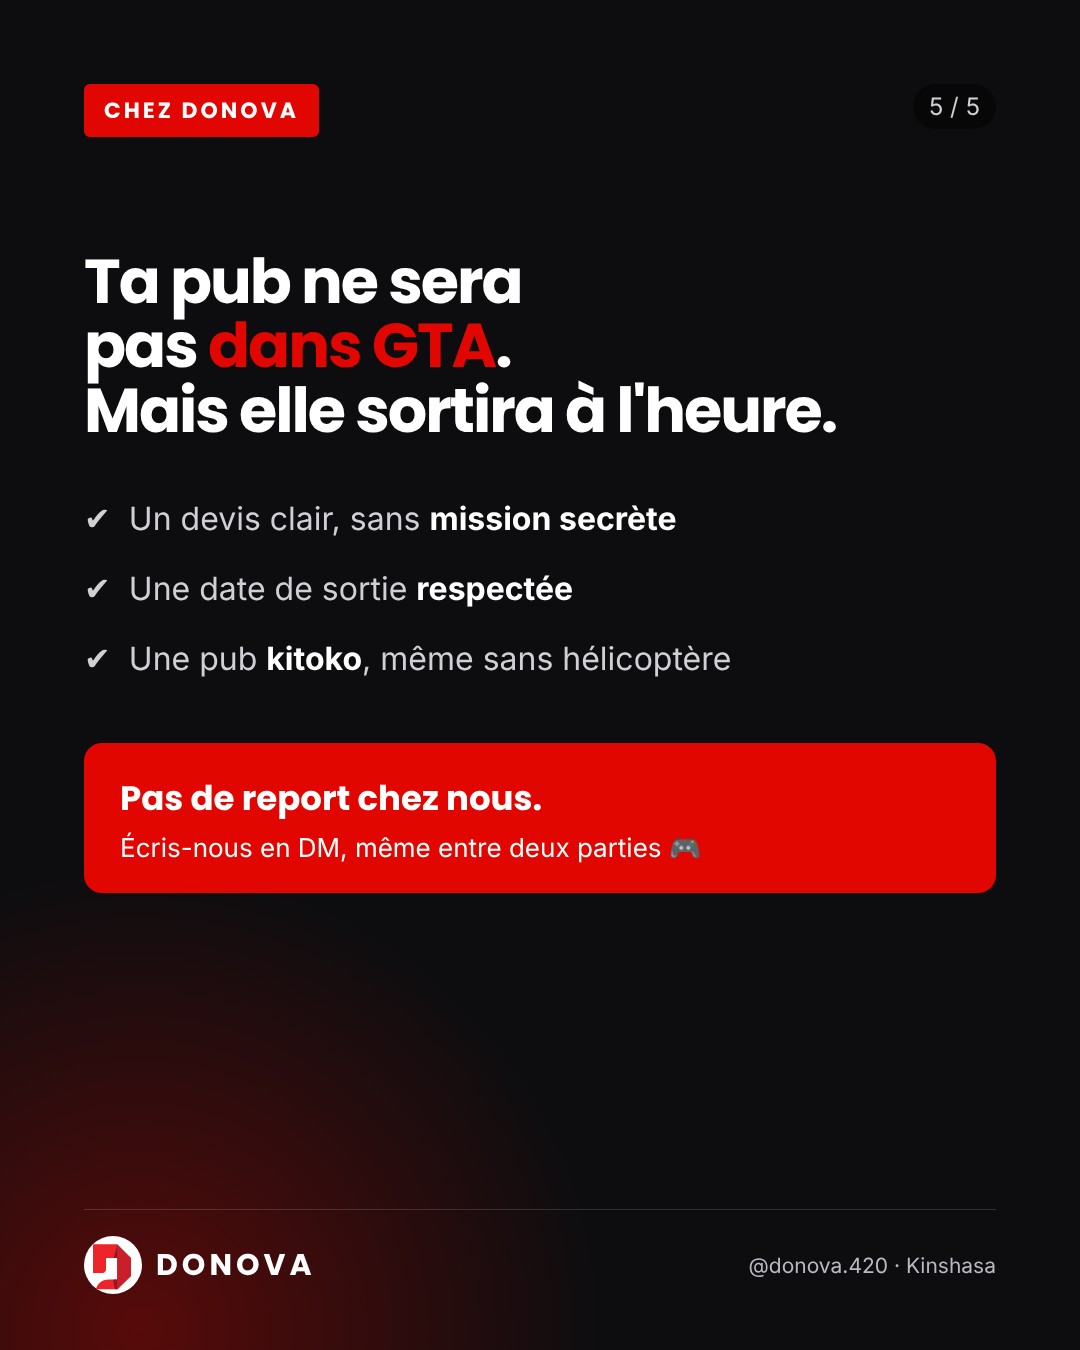 CHEZ DONOVA
5 / 5
Ta pub ne sera
pas dans GTA.
Mais elle sortira à l'heure.
✔ Un devis clair, sans mission secrète
✔ Une date de sortie respectée
✔ Une pub kitoko, même sans hélicoptère
Pas de report chez nous.
Écris-nous en DM, même entre deux parties 🎮
DONOVA
@donova.420 · Kinshasa